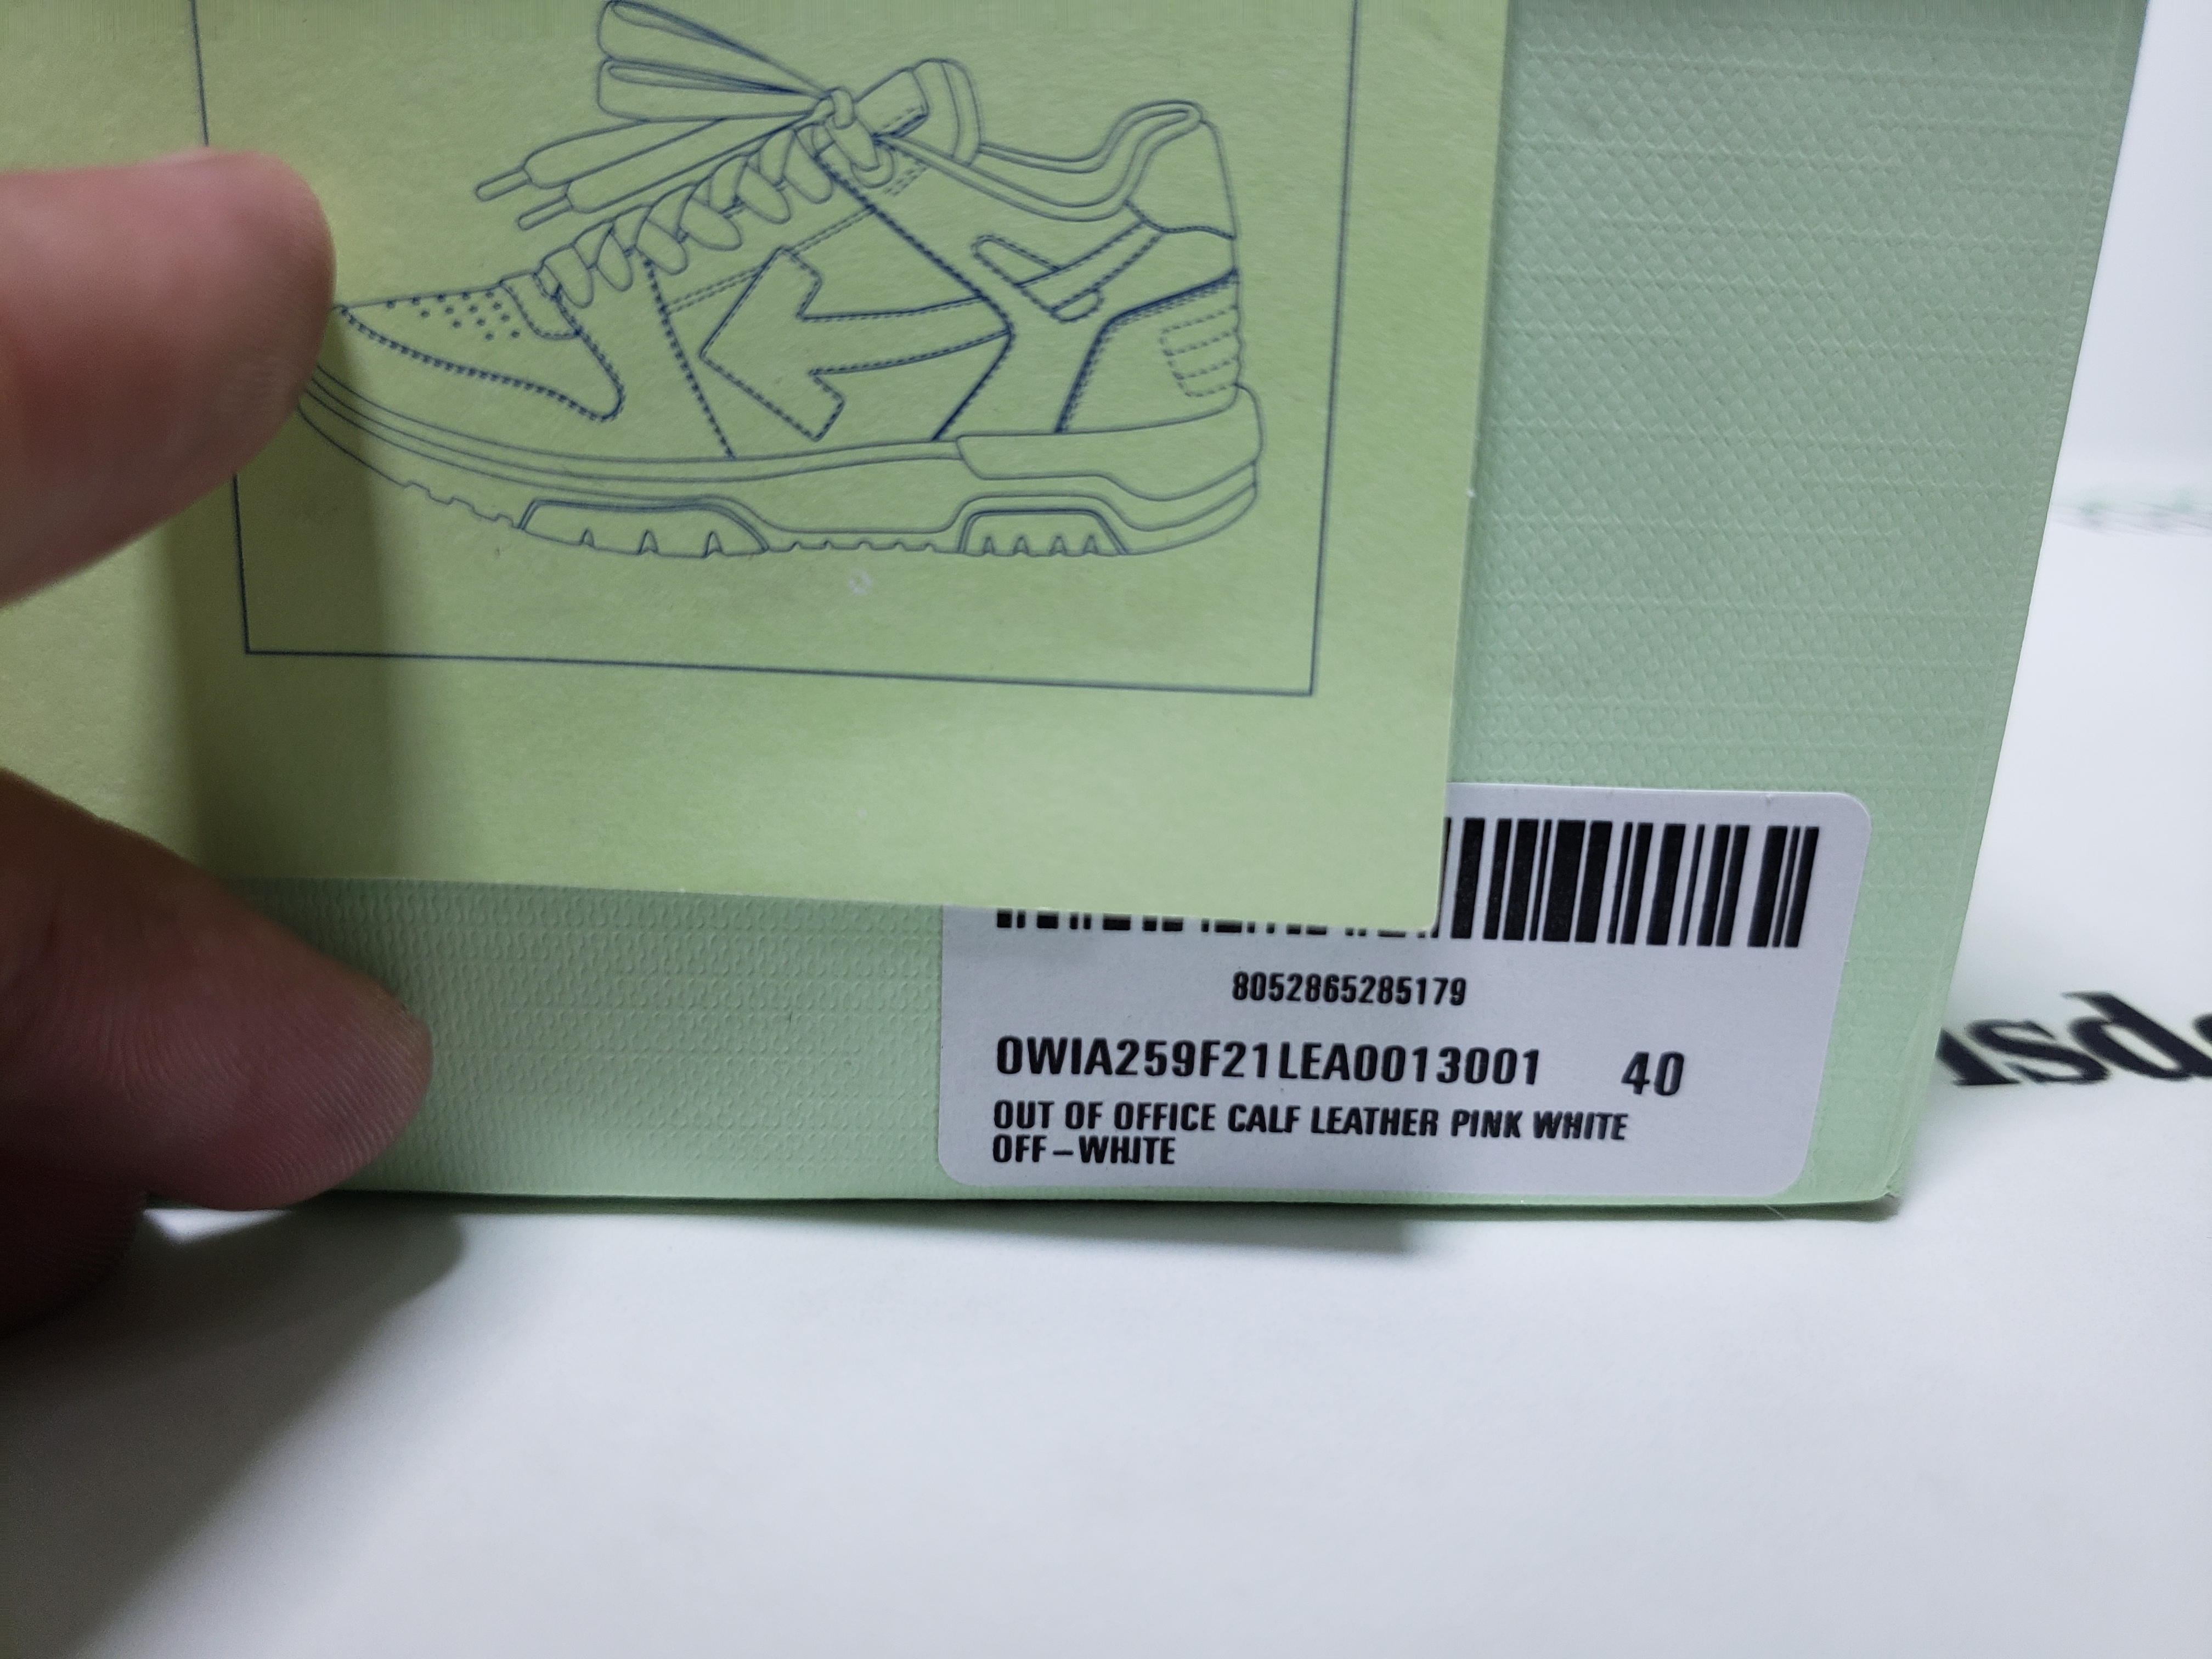 8052865285179
OWIA259F21LEA0013001 40
OUT OF OFFICE CALF LEATHER PINK WHITE
OFF-WHITE